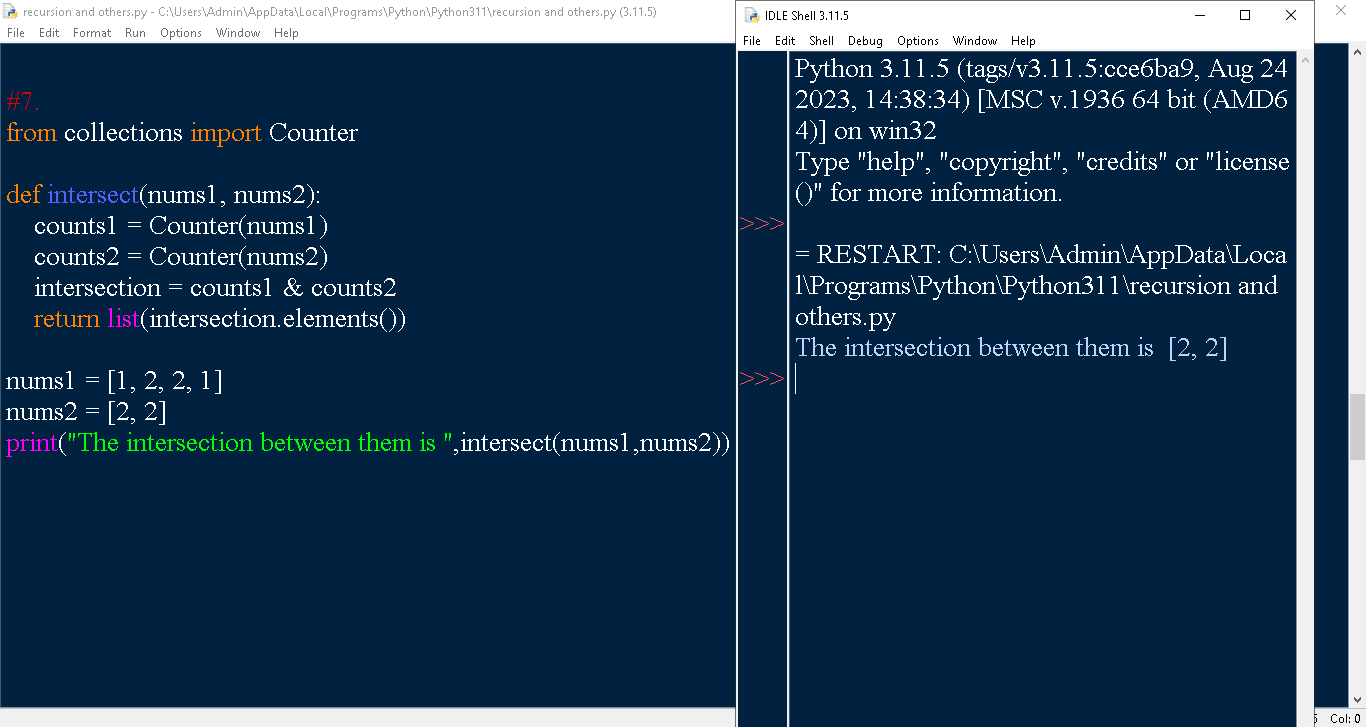 recursion and others.py - C:\Users\Admin\AppData\Local\Programs\Python\Python311\recursion and others.py (3.11.5)
File Edit Format Run Options Window Help
#7.
from collections import Counter
def intersect(nums1, nums2):
    counts1 = Counter(nums1)
    counts2 = Counter(nums2)
    intersection = counts1 & counts2
    return list(intersection.elements())
nums1 = [1, 2, 2, 1]
nums2 = [2, 2]
print("The intersection between them is ",intersect(nums1,nums2))
IDLE Shell 3.11.5
File Edit Shell Debug Options Window Help
Python 3.11.5 (tags/v3.11.5:cce6ba9, Aug 24
2023, 14:38:34) [MSC v.1936 64 bit (AMD6
4)] on win32
Type "help", "copyright", "credits" or "license
()" for more information.
>>>
= RESTART: C:\Users\Admin\AppData\Loca
l\Programs\Python\Python311\recursion and
others.py
The intersection between them is  [2, 2]
>>>
Col: 0